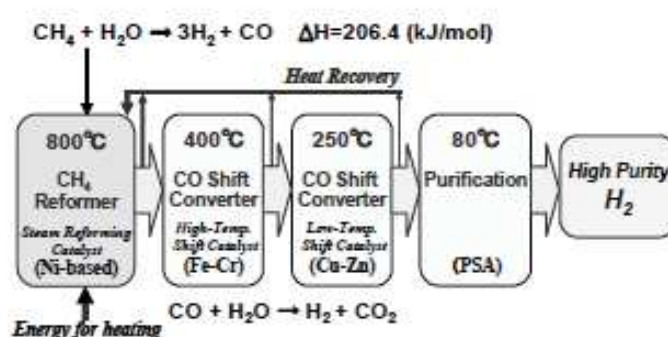 CH₄ + H₂O → 3H₂ + CO   ΔH=206.4 (kJ/mol)
Heat Recovery
800℃
CH₄
Reformer
Steam Reforming
Catalyst
(Ni-based)
400℃
CO Shift
Converter
High-Temp.
Shift Catalyst
(Fe-Cr)
250℃
CO Shift
Converter
Low-Temp.
Shift Catalyst
(Cu-Zn)
80℃
Purification
(PSA)
High Purity
H₂
CO + H₂O → H₂ + CO₂
Energy for heating